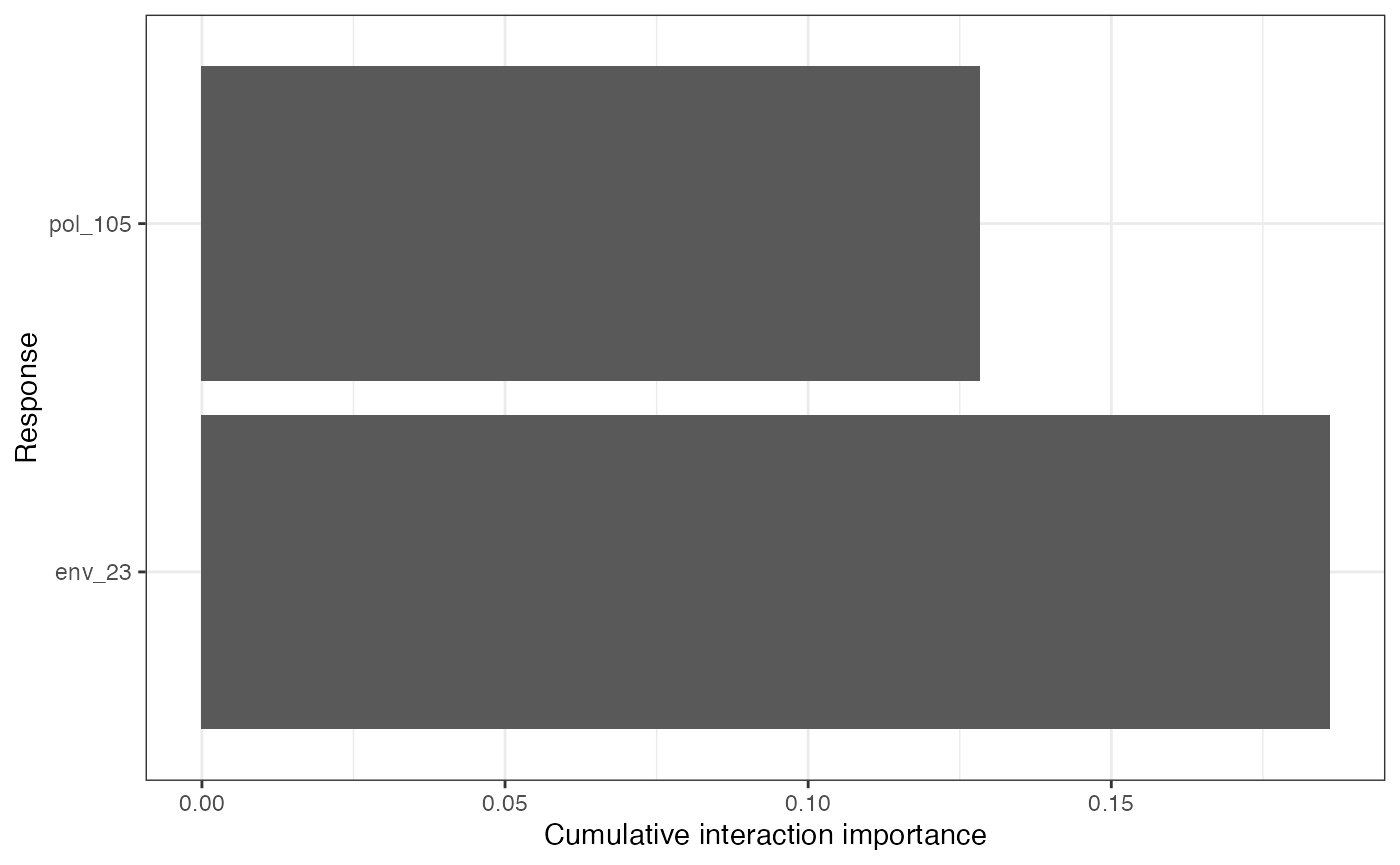 Response
pol_105
env_23
0.00
0.05
0.10
0.15
Cumulative interaction importance